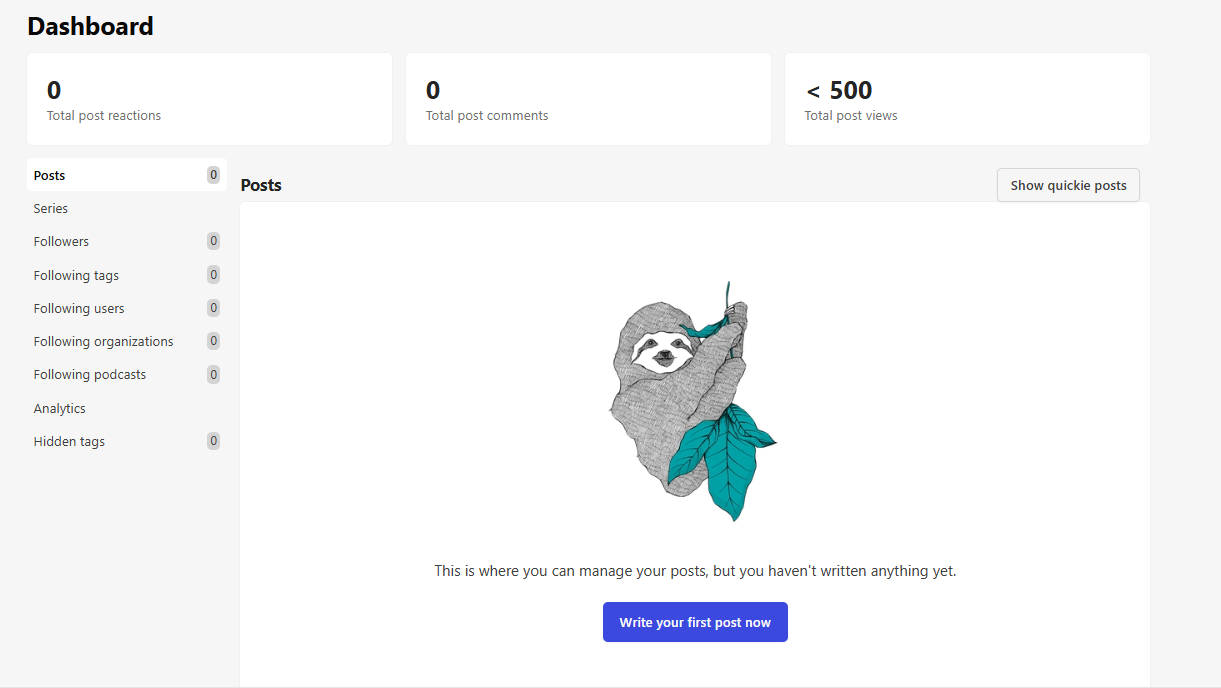 Dashboard
0
Total post reactions
0
Total post comments
< 500
Total post views
Posts 0
Series
Followers 0
Following tags 0
Following users 0
Following organizations 0
Following podcasts 0
Analytics
Hidden tags 0
Posts
Show quickie posts
This is where you can manage your posts, but you haven't written anything yet.
Write your first post now